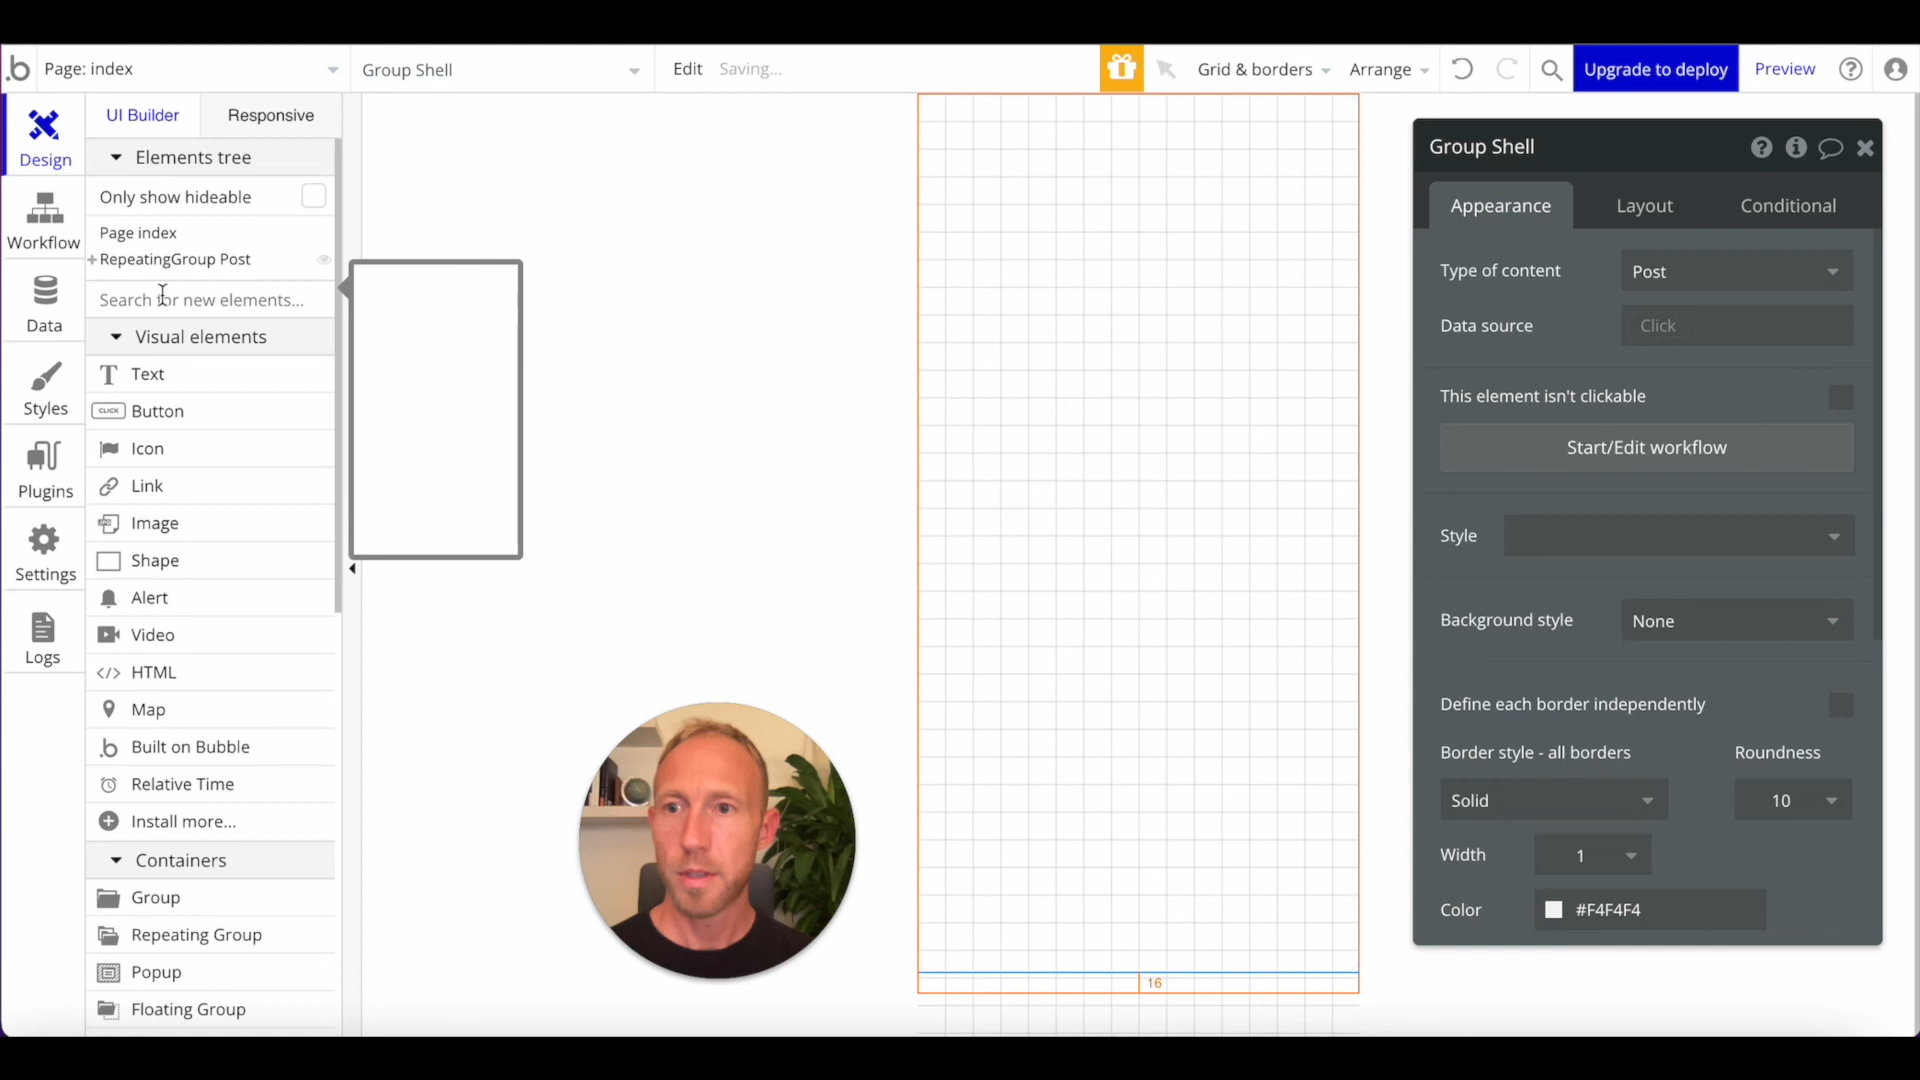 Page: index
Group Shell
Edit
Saving...
Grid & borders
Arrange
Upgrade to deploy
Preview
Design
Workflow
Data
Styles
Plugins
Settings
Logs
UI Builder
Responsive
Elements tree
Only show hideable
Page index
RepeatingGroup Post
Search for new elements...
Visual elements
Text
CLICK Button
Icon
Link
Image
Shape
Alert
Video
HTML
Map
Built on Bubble
Relative Time
Install more...
Containers
Group
Repeating Group
Popup
Floating Group
16
Group Shell
Appearance
Layout
Conditional
Type of content
Post
Data source
Click
This element isn't clickable
Start/Edit workflow
Style
Background style
None
Define each border independently
Border style - all borders
Roundness
Solid
10
Width
1
Color
#F4F4F4